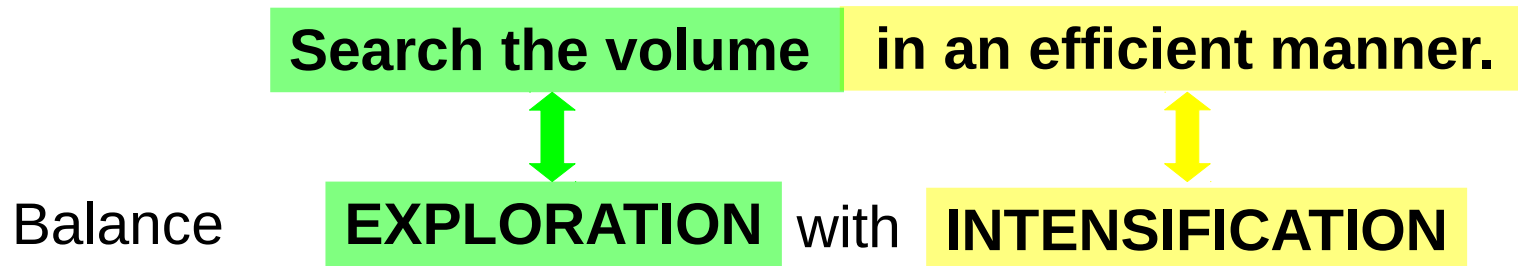 Search the volume in an efficient manner.
Balance EXPLORATION with INTENSIFICATION